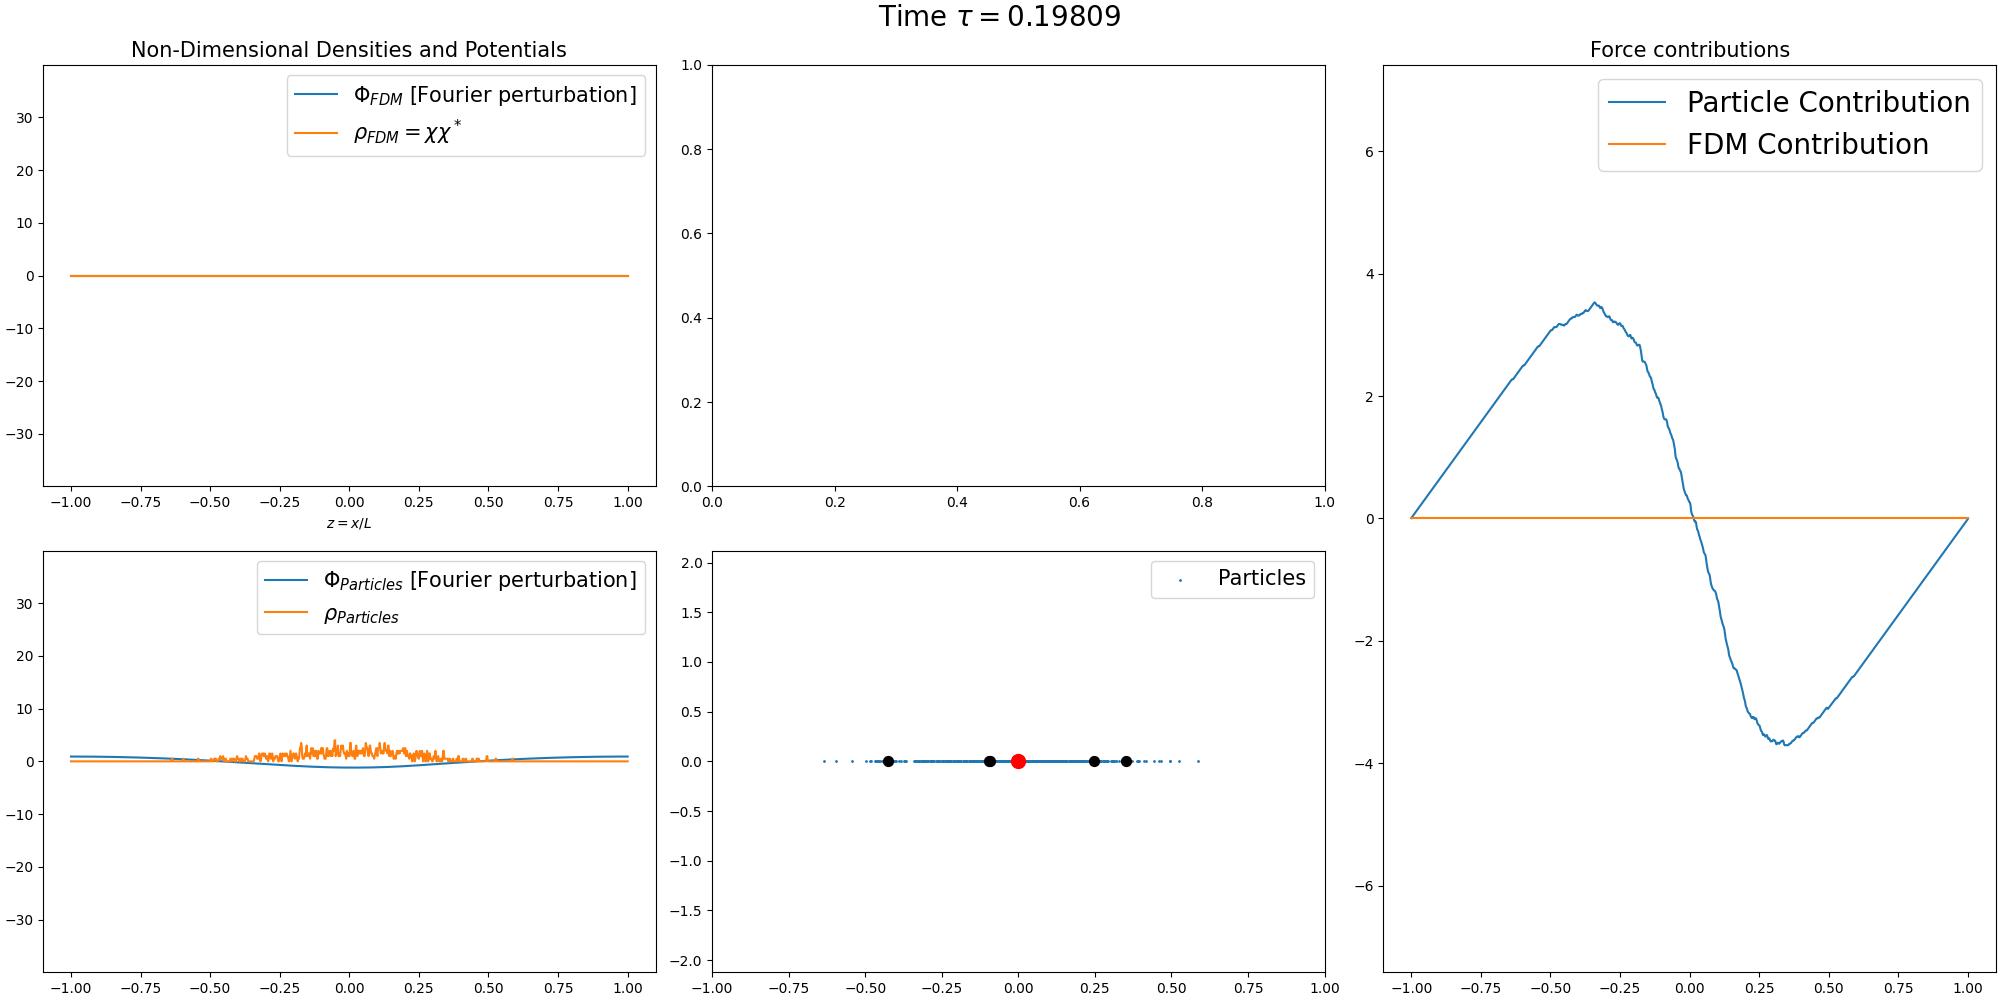 Time τ = 0.19809
Non-Dimensional Densities and Potentials
Φ_FDM [Fourier perturbation]
ρ_FDM = χχ*
30
20
10
0
−10
−20
−30
−1.00 −0.75 −0.50 −0.25 0.00 0.25 0.50 0.75 1.00
z = x/L
1.0
0.8
0.6
0.4
0.2
0.0
0.0 0.2 0.4 0.6 0.8 1.0
Force contributions
Particle Contribution
FDM Contribution
6
4
2
0
−2
−4
−6
−1.00 −0.75 −0.50 −0.25 0.00 0.25 0.50 0.75 1.00
Φ_Particles [Fourier perturbation]
ρ_Particles
30
20
10
0
−10
−20
−30
−1.00 −0.75 −0.50 −0.25 0.00 0.25 0.50 0.75 1.00
Particles
2.0
1.5
1.0
0.5
0.0
−0.5
−1.0
−1.5
−2.0
−1.00 −0.75 −0.50 −0.25 0.00 0.25 0.50 0.75 1.00